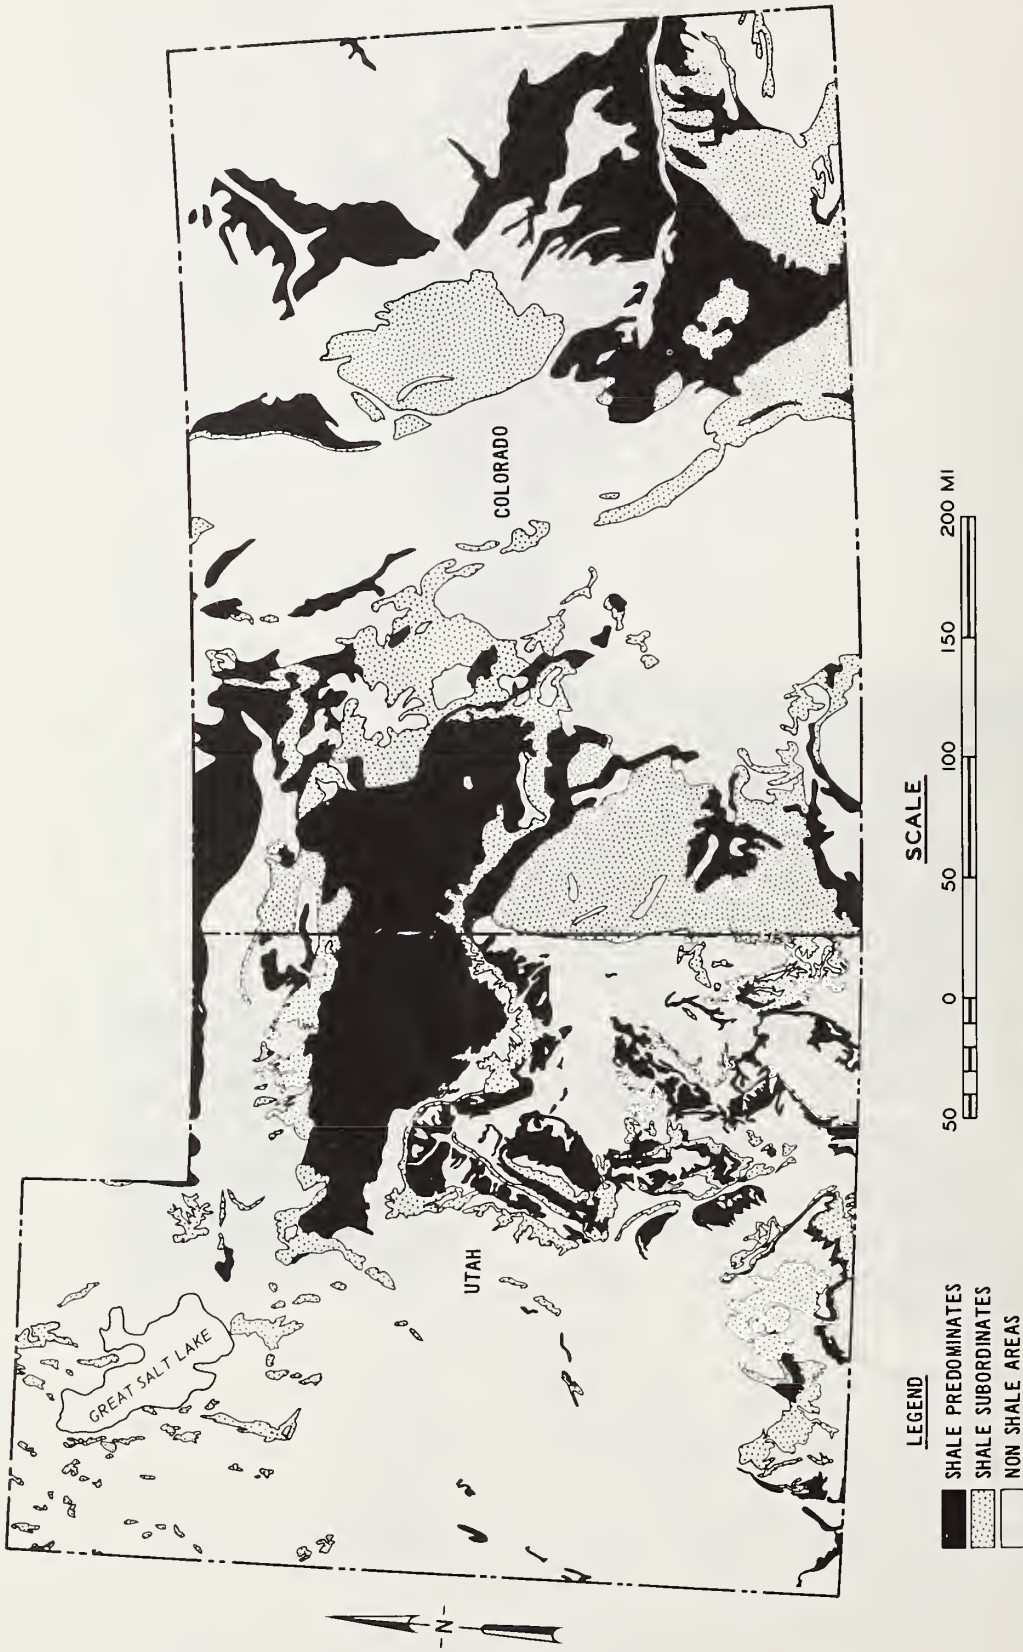 COLORADO
UTAH
GREAT SALT LAKE
-N-
SCALE
50 0 50 100 150 200 MI
LEGEND
SHALE PREDOMINATES
SHALE SUBORDINATES
NON SHALE AREAS